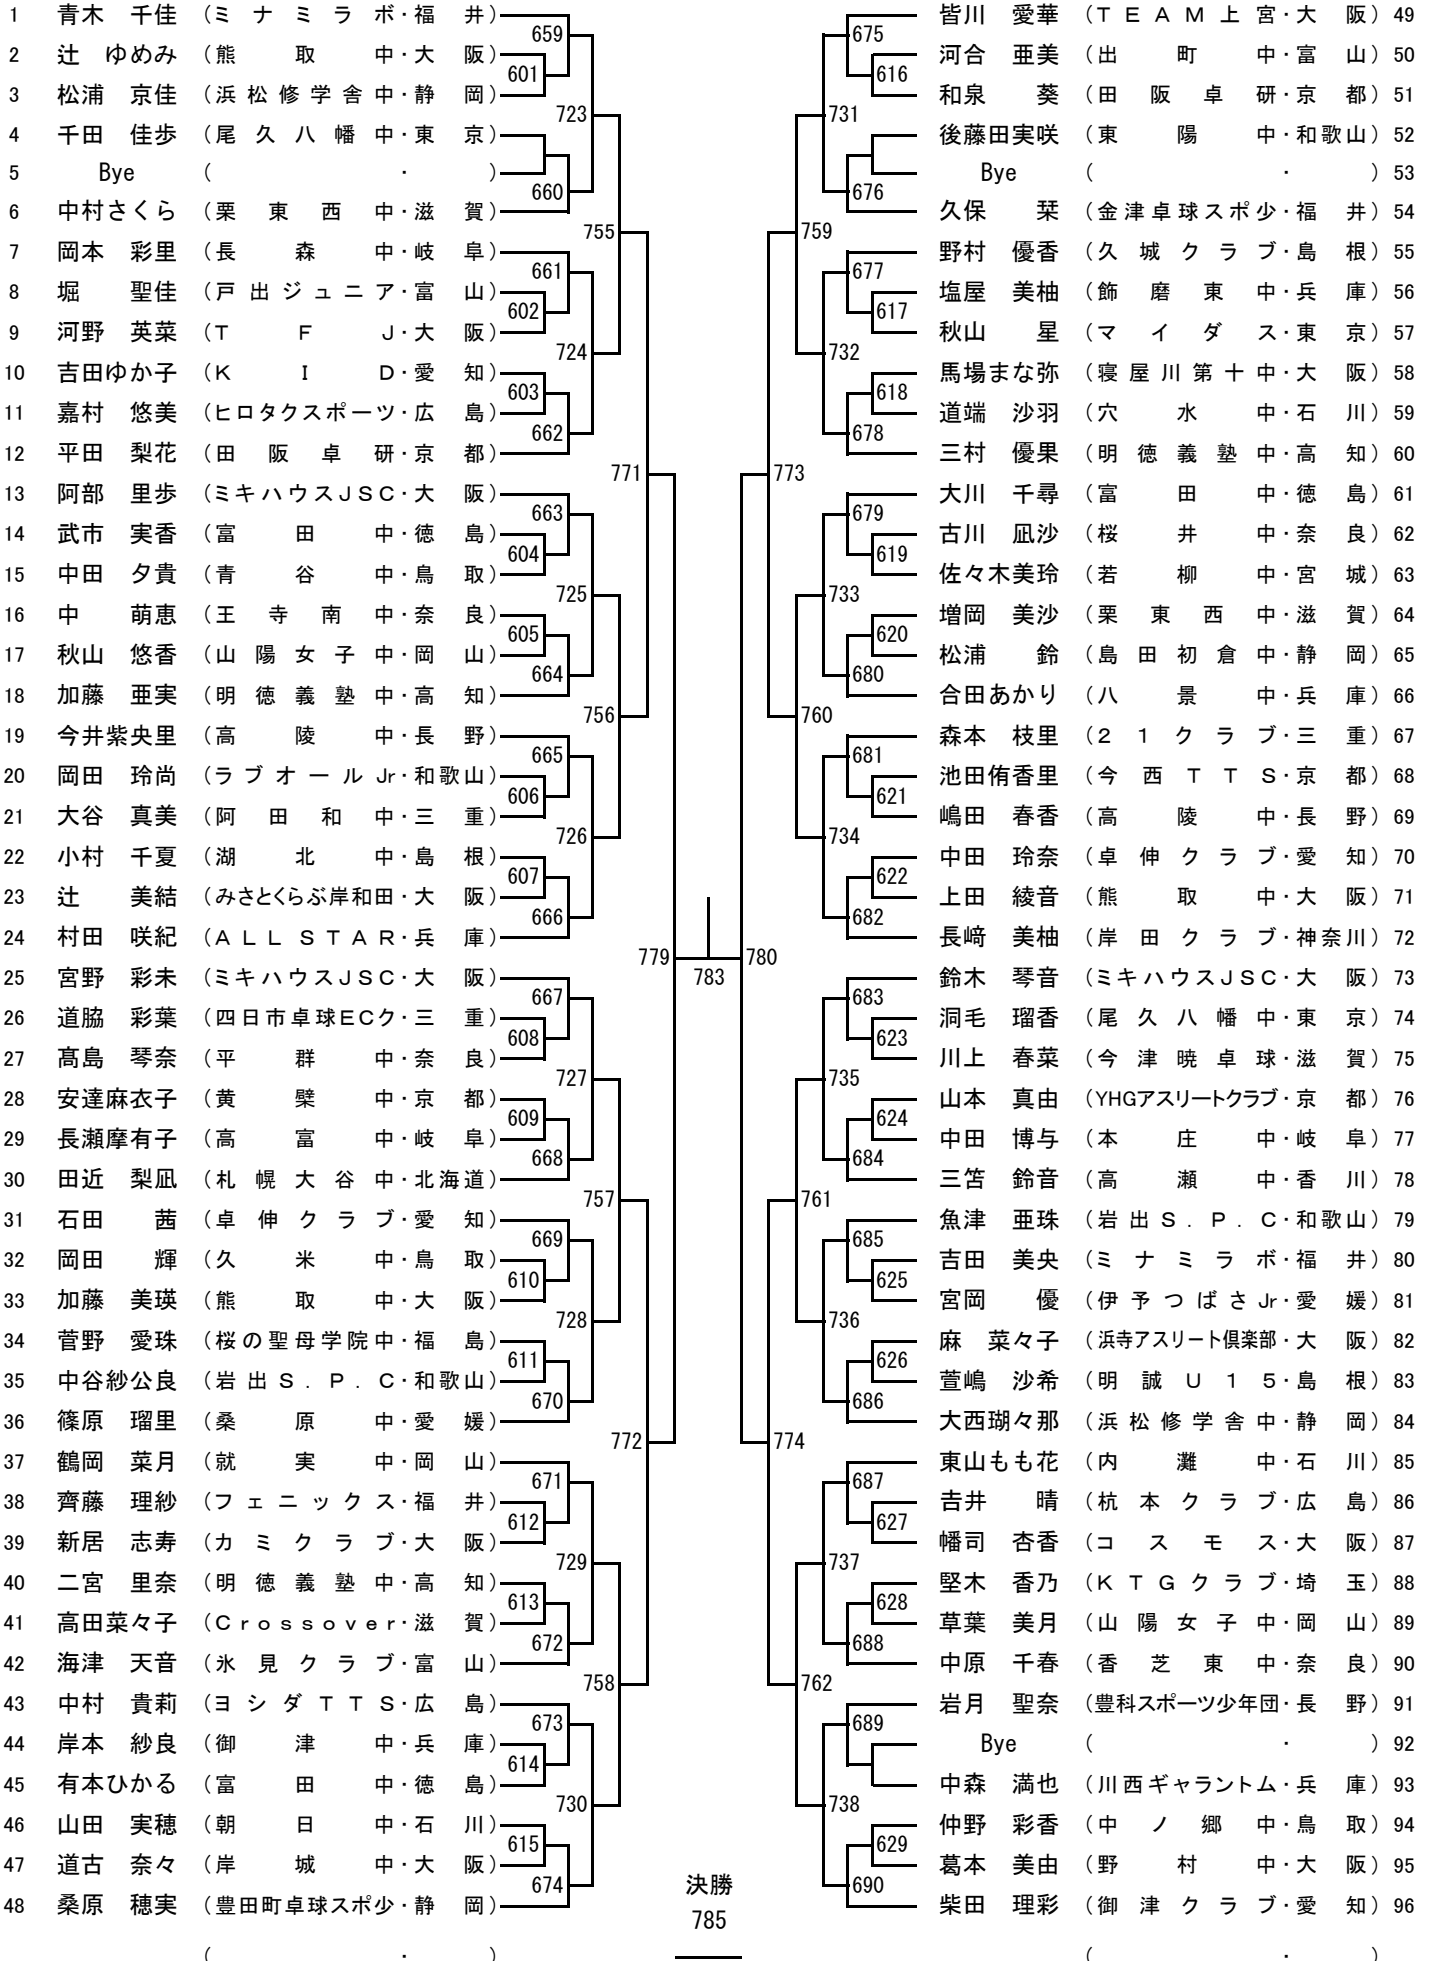 1 青木 千佳 (ミナミラボ・福井)
2 辻 ゆめみ (熊取中・大阪)
3 松浦 京佳 (浜松修学舎中・静岡)
4 千田 佳歩 (尾久八幡中・東京)
5 Bye ( ・ )
6 中村さくら (栗東西中・滋賀)
7 岡本 彩里 (長森中・岐阜)
8 堀 聖佳 (戸出ジュニア・富山)
9 河野 英菜 (TFJ・大阪)
10 吉田ゆか子 (KID・愛知)
11 嘉村 悠美 (ヒロタクスポーツ・広島)
12 平田 梨花 (田阪卓研・京都)
13 阿部 里歩 (ミキハウスJSC・大阪)
14 武市 実香 (富田中・徳島)
15 中田 夕貴 (青谷中・鳥取)
16 中 萌恵 (王寺南中・奈良)
17 秋山 悠香 (山陽女子中・岡山)
18 加藤 亜実 (明徳義塾中・高知)
19 今井紫央里 (高陵中・長野)
20 岡田 玲尚 (ラブオールJr・和歌山)
21 大谷 真美 (阿田和中・三重)
22 小村 千夏 (湖北中・島根)
23 辻 美結 (みさとくらぶ岸和田・大阪)
24 村田 咲紀 (ALL STAR・兵庫)
25 宮野 彩未 (ミキハウスJSC・大阪)
26 道脇 彩葉 (四日市卓球ECク・三重)
27 髙島 琴奈 (平群中・奈良)
28 安達麻衣子 (黄檗中・京都)
29 長瀬摩有子 (高富中・岐阜)
30 田近 梨凪 (札幌大谷中・北海道)
31 石田 茜 (卓伸クラブ・愛知)
32 岡田 輝 (久米中・鳥取)
33 加藤 美瑛 (熊取中・大阪)
34 菅野 愛珠 (桜の聖母学院中・福島)
35 中谷紗公良 (岩出S.P.C・和歌山)
36 篠原 瑠里 (桑原中・愛媛)
37 鶴岡 菜月 (就実中・岡山)
38 齊藤 理紗 (フェニックス・福井)
39 新居 志寿 (カミクラブ・大阪)
40 二宮 里奈 (明徳義塾中・高知)
41 高田菜々子 (Crossover・滋賀)
42 海津 天音 (氷見クラブ・富山)
43 中村 貴莉 (ヨシダTTS・広島)
44 岸本 紗良 (御津中・兵庫)
45 有本ひかる (富田中・徳島)
46 山田 実穂 (朝日中・石川)
47 道古 奈々 (岸城中・大阪)
48 桑原 穂実 (豊田町卓球スポ少・静岡)
( ・ )
659
601
723
660
755
661
602
724
603
662
771
663
604
725
605
664
756
665
606
726
607
666
779
667
608
727
609
668
757
669
610
728
611
670
772
671
612
729
613
672
758
673
614
730
615
674
783
決勝
785
675
616
731
676
759
677
617
732
618
678
773
679
619
733
620
680
760
681
621
734
622
682
780
683
623
735
624
684
761
685
625
736
626
686
774
687
627
737
628
688
762
689
738
629
690
皆川 愛華 (TEAM上宮・大阪) 49
河合 亜美 (出町中・富山) 50
和泉 葵 (田阪卓研・京都) 51
後藤田実咲 (東陽中・和歌山) 52
Bye ( ・ ) 53
久保 栞 (金津卓球スポ少・福井) 54
野村 優香 (久城クラブ・島根) 55
塩屋 美柚 (飾磨東中・兵庫) 56
秋山 星 (マイダス・東京) 57
馬場まな弥 (寝屋川第十中・大阪) 58
道端 沙羽 (穴水中・石川) 59
三村 優果 (明徳義塾中・高知) 60
大川 千尋 (富田中・徳島) 61
古川 凪沙 (桜井中・奈良) 62
佐々木美玲 (若柳中・宮城) 63
増岡 美沙 (栗東西中・滋賀) 64
松浦 鈴 (島田初倉中・静岡) 65
合田あかり (八景中・兵庫) 66
森本 枝里 (21クラブ・三重) 67
池田侑香里 (今西TTS・京都) 68
嶋田 春香 (高陵中・長野) 69
中田 玲奈 (卓伸クラブ・愛知) 70
上田 綾音 (熊取中・大阪) 71
長﨑 美柚 (岸田クラブ・神奈川) 72
鈴木 琴音 (ミキハウスJSC・大阪) 73
洞毛 瑠香 (尾久八幡中・東京) 74
川上 春菜 (今津暁卓球・滋賀) 75
山本 真由 (YHGアスリートクラブ・京都) 76
中田 博与 (本庄中・岐阜) 77
三笘 鈴音 (高瀬中・香川) 78
魚津 亜珠 (岩出S.P.C・和歌山) 79
吉田 美央 (ミナミラボ・福井) 80
宮岡 優 (伊予つばさJr・愛媛) 81
麻 菜々子 (浜寺アスリート倶楽部・大阪) 82
萱嶋 沙希 (明誠U15・島根) 83
大西瑚々那 (浜松修学舎中・静岡) 84
東山もも花 (内灘中・石川) 85
𠮷井 晴 (杭本クラブ・広島) 86
幡司 杏香 (コスモス・大阪) 87
堅木 香乃 (KTGクラブ・埼玉) 88
草葉 美月 (山陽女子中・岡山) 89
中原 千春 (香芝東中・奈良) 90
岩月 聖奈 (豊科スポーツ少年団・長野) 91
Bye ( ・ ) 92
中森 満也 (川西ギャラントム・兵庫) 93
仲野 彩香 (中ノ郷中・鳥取) 94
葛本 美由 (野村中・大阪) 95
柴田 理彩 (御津クラブ・愛知) 96
( ・ )